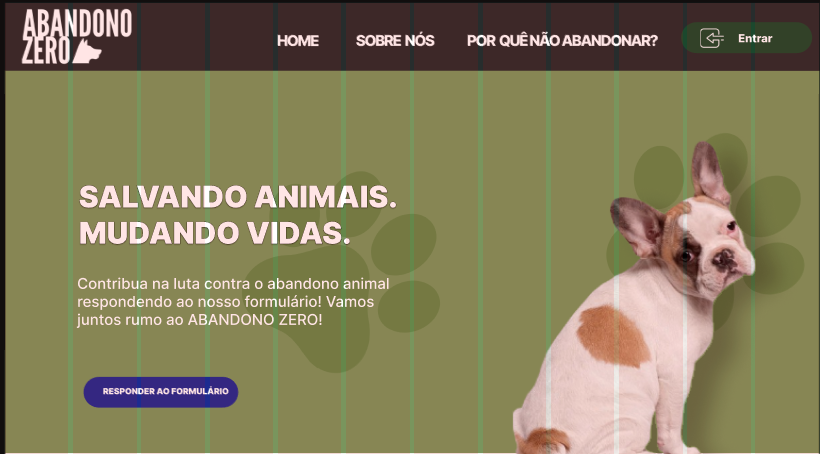 ABANDONO
ZERO
HOME
SOBRE NÓS
POR QUÊ NÃO ABANDONAR?
Entrar
SALVANDO ANIMAIS.
MUDANDO VIDAS.
Contribua na luta contra o abandono animal
respondendo ao nosso formulário! Vamos
juntos rumo ao ABANDONO ZERO!
RESPONDER AO FORMULÁRIO